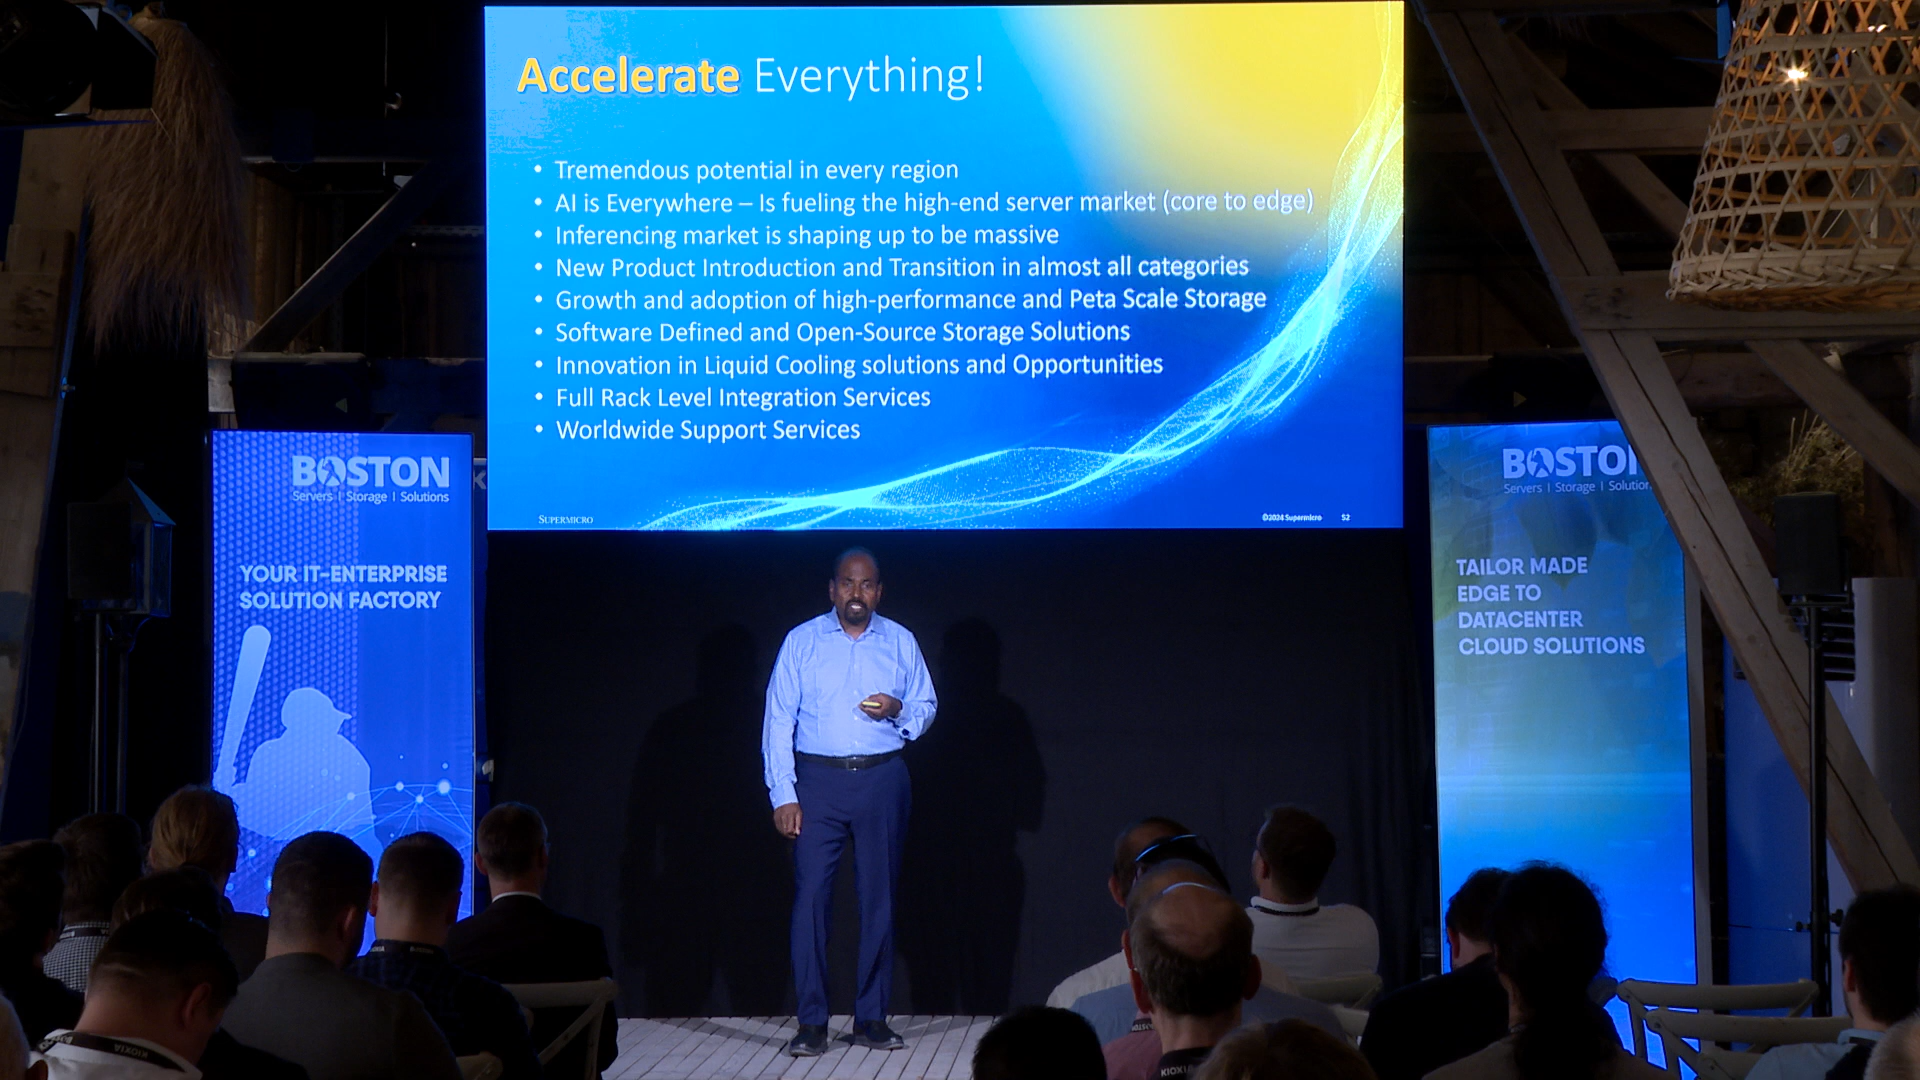 Accelerate Everything!
• Tremendous potential in every region
• AI is Everywhere – Is fueling the high-end server market (core to edge)
• Inferencing market is shaping up to be massive
• New Product Introduction and Transition in almost all categories
• Growth and adoption of high-performance and Peta Scale Storage
• Software Defined and Open-Source Storage Solutions
• Innovation in Liquid Cooling solutions and Opportunities
• Full Rack Level Integration Services
• Worldwide Support Services
SUPERMICRO
©2024 Supermicro 52
BOSTON
Servers | Storage | Solutions
YOUR IT-ENTERPRISE
SOLUTION FACTORY
BOSTON
Servers | Storage | Solution
TAILOR MADE
EDGE TO
DATACENTER
CLOUD SOLUTIONS
KIOXIA
KIOXI